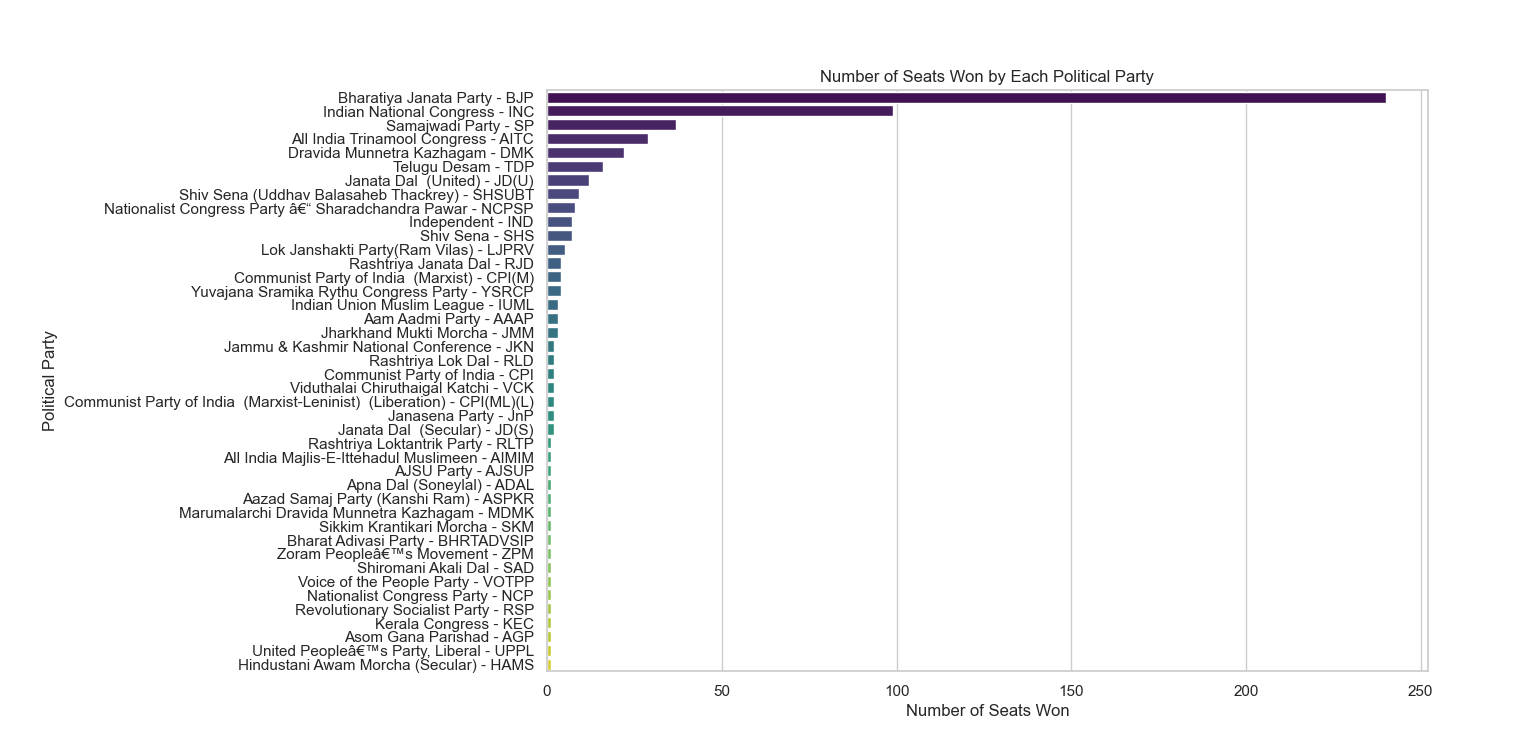 Number of Seats Won by Each Political Party
Bharatiya Janata Party - BJP
Indian National Congress - INC
Samajwadi Party - SP
All India Trinamool Congress - AITC
Dravida Munnetra Kazhagam - DMK
Telugu Desam - TDP
Janata Dal  (United) - JD(U)
Shiv Sena (Uddhav Balasaheb Thackrey) - SHSUBT
Nationalist Congress Party â€“ Sharadchandra Pawar - NCPSP
Independent - IND
Shiv Sena - SHS
Lok Janshakti Party(Ram Vilas) - LJPRV
Rashtriya Janata Dal - RJD
Communist Party of India  (Marxist) - CPI(M)
Yuvajana Sramika Rythu Congress Party - YSRCP
Indian Union Muslim League - IUML
Aam Aadmi Party - AAAP
Jharkhand Mukti Morcha - JMM
Jammu & Kashmir National Conference - JKN
Rashtriya Lok Dal - RLD
Communist Party of India - CPI
Viduthalai Chiruthaigal Katchi - VCK
Communist Party of India  (Marxist-Leninist)  (Liberation) - CPI(ML)(L)
Janasena Party - JnP
Janata Dal  (Secular) - JD(S)
Rashtriya Loktantrik Party - RLTP
All India Majlis-E-Ittehadul Muslimeen - AIMIM
AJSU Party - AJSUP
Apna Dal (Soneylal) - ADAL
Aazad Samaj Party (Kanshi Ram) - ASPKR
Marumalarchi Dravida Munnetra Kazhagam - MDMK
Sikkim Krantikari Morcha - SKM
Bharat Adivasi Party - BHRTADVSIP
Zoram Peopleâ€™s Movement - ZPM
Shiromani Akali Dal - SAD
Voice of the People Party - VOTPP
Nationalist Congress Party - NCP
Revolutionary Socialist Party - RSP
Kerala Congress - KEC
Asom Gana Parishad - AGP
United Peopleâ€™s Party, Liberal - UPPL
Hindustani Awam Morcha (Secular) - HAMS
Political Party
0 50 100 150 200 250
Number of Seats Won